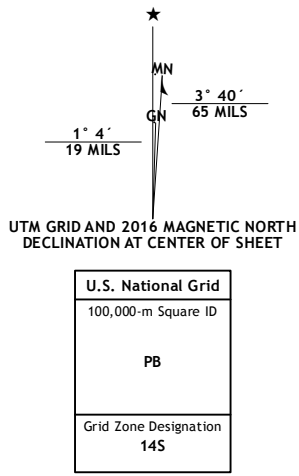 ★
MN
GN
3° 40´
65 MILS
1° 4´
19 MILS
UTM GRID AND 2016 MAGNETIC NORTH
DECLINATION AT CENTER OF SHEET
U.S. National Grid
100,000-m Square ID
PB
Grid Zone Designation
14S